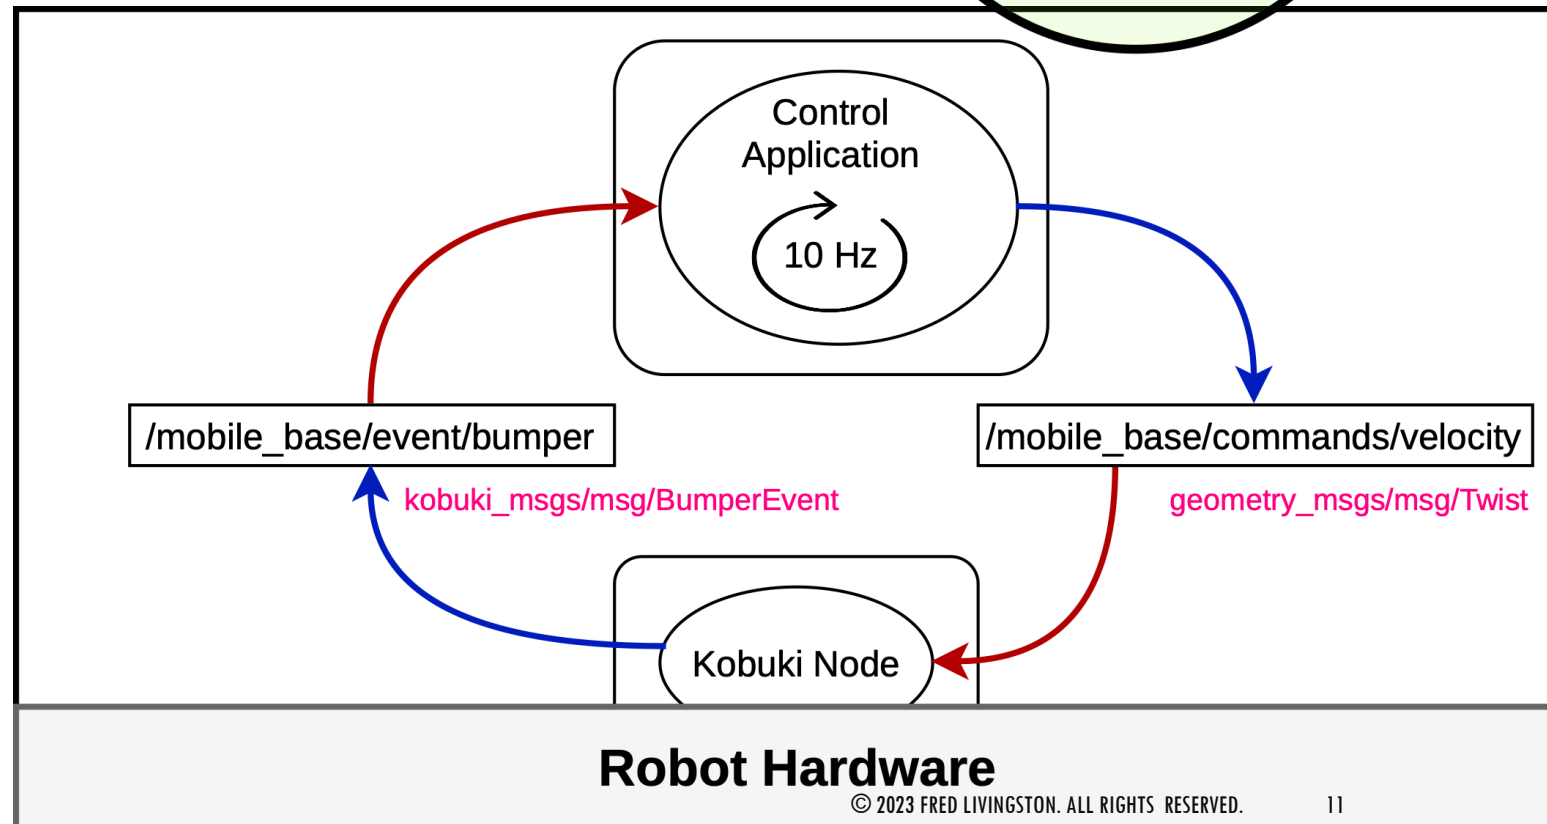 Control
Application
10 Hz
/mobile_base/event/bumper
/mobile_base/commands/velocity
kobuki_msgs/msg/BumperEvent
geometry_msgs/msg/Twist
Kobuki Node
Robot Hardware
© 2023 FRED LIVINGSTON. ALL RIGHTS RESERVED.
11